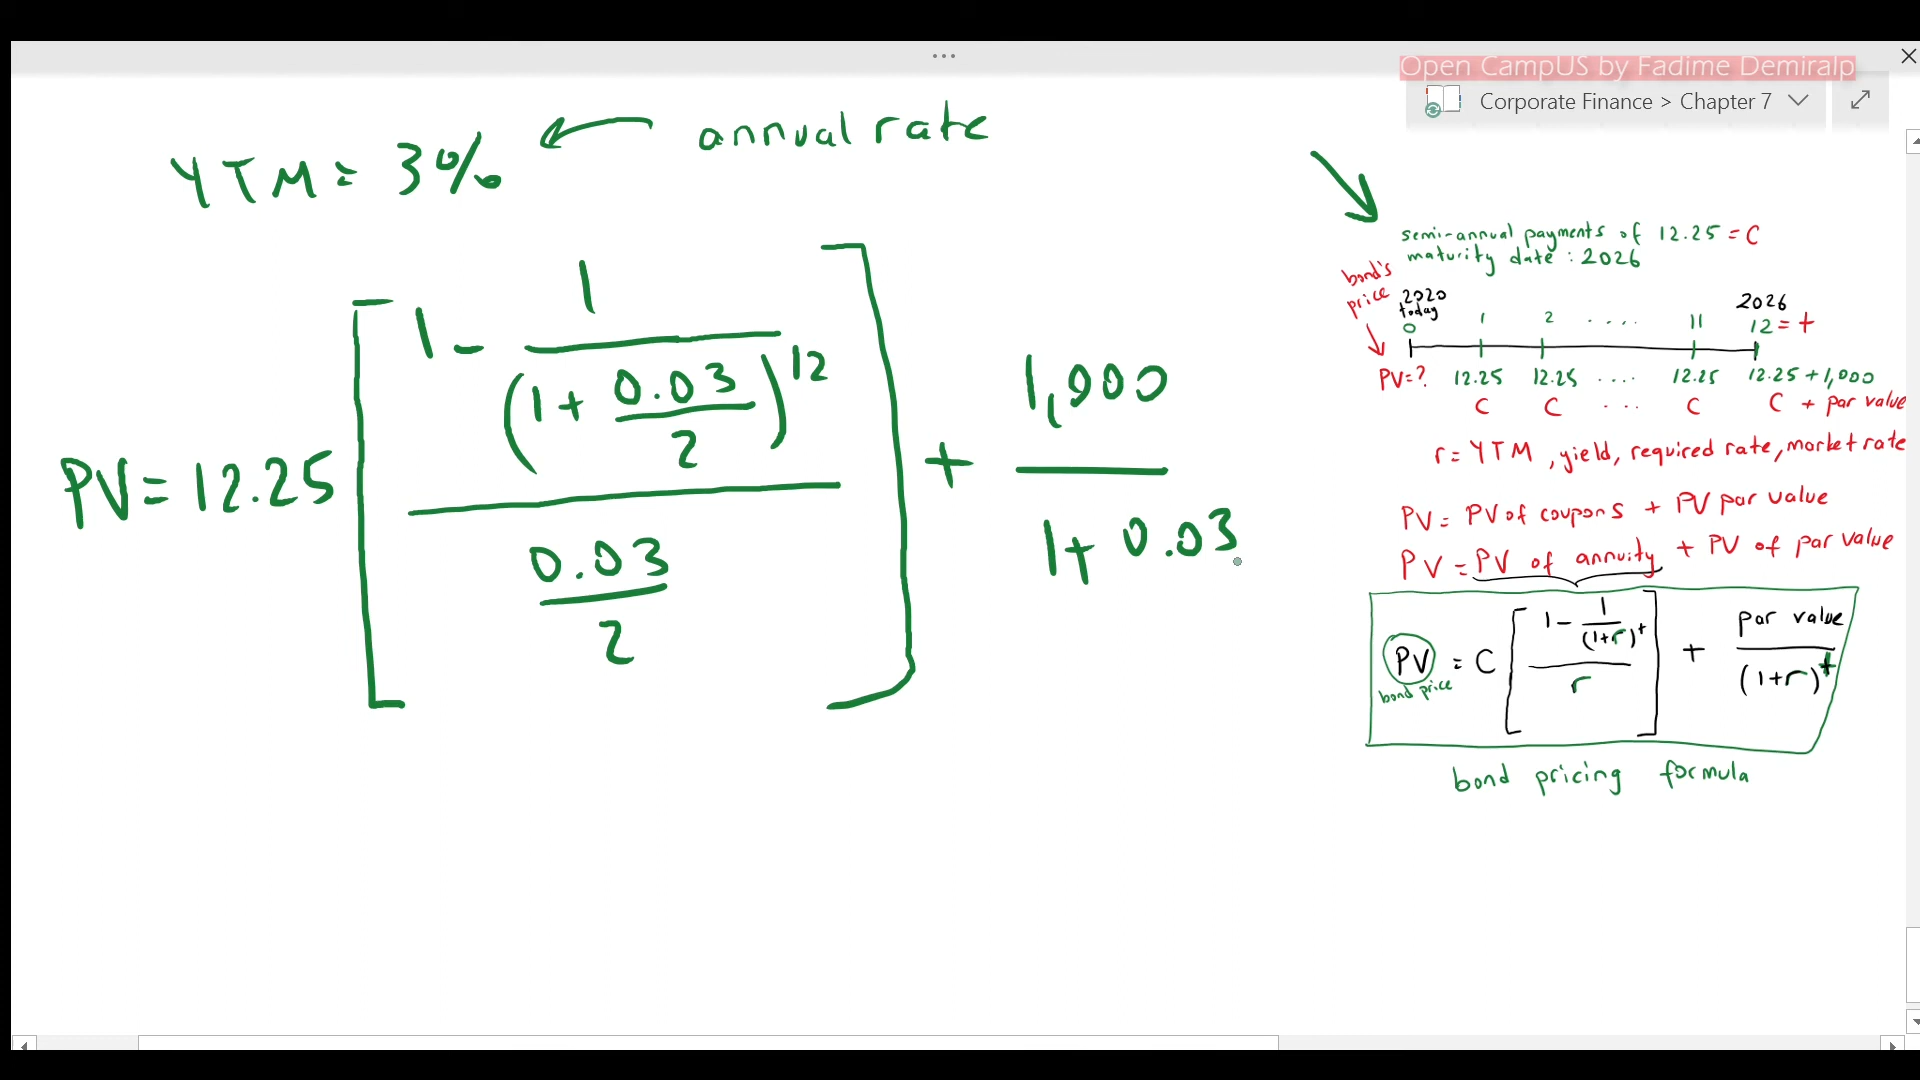 Open CampUS by Fadime Demiralp
Corporate Finance > Chapter 7
YTM = 3% annual rate
PV = 12.25 [ 1 - 1
(1 + 0.03 / 2)^12
0.03 / 2 ] + 1,000
1 + 0.03
semi-annual payments of 12.25 = C
maturity date : 2026
bond's price
2020 today 2026
0 1 2 .... 11 12 = t
PV=? 12.25 12.25 .... 12.25 12.25 + 1,000
C C ... C C + par value
r = YTM, yield, required rate, market rate
PV = PV of coupons + PV par value
PV = PV of annuity + PV of par value
PV = C [ 1 - 1 / (1+r)^t / r ] + par value / (1+r)^t
bond price
bond pricing formula